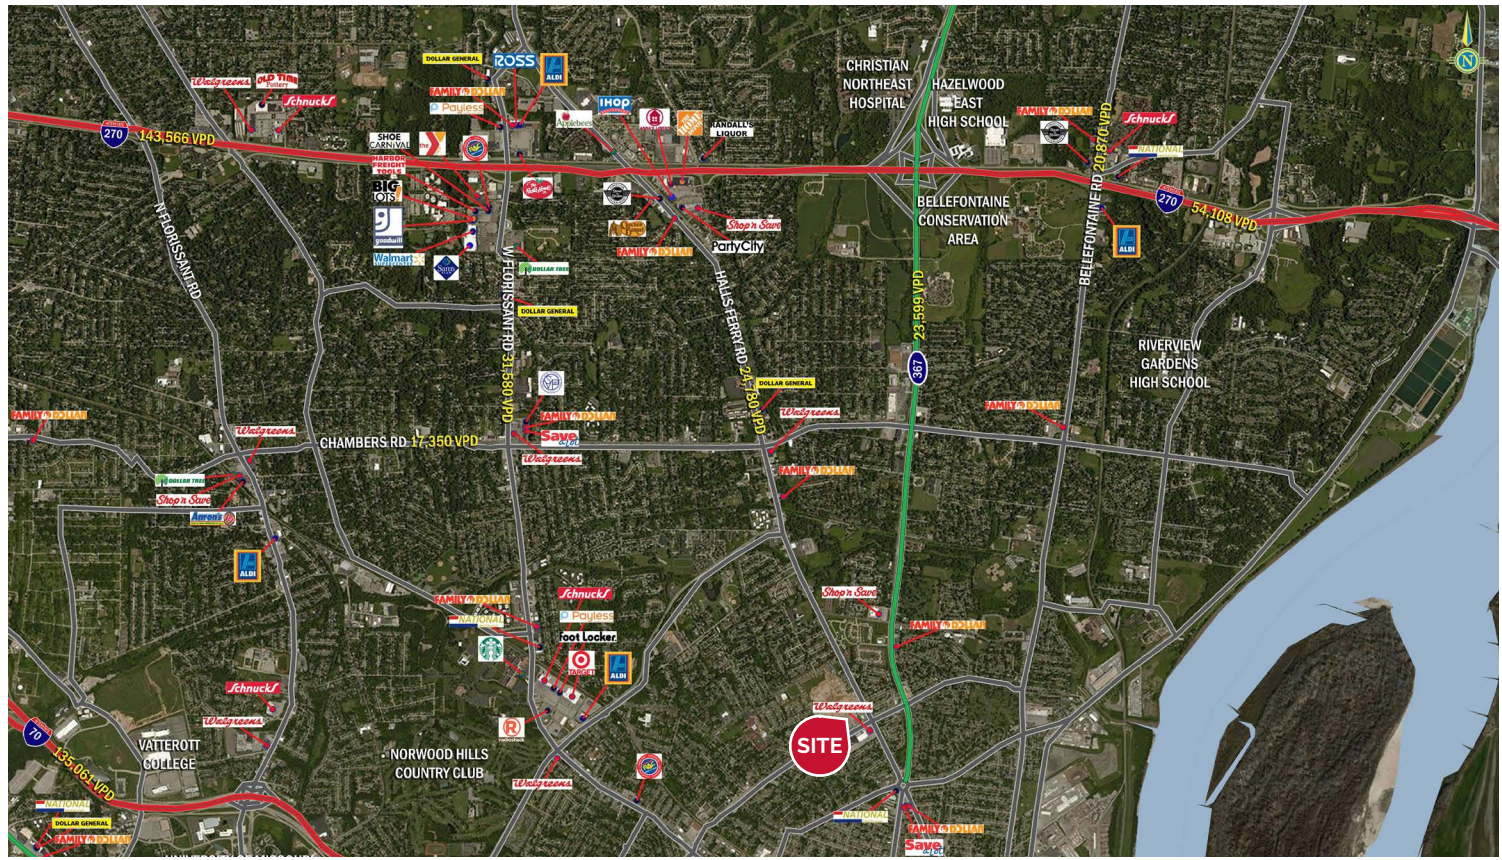 N
CHRISTIAN
NORTHEAST
HOSPITAL
HAZELWOOD
EAST
HIGH SCHOOL
Walgreens
OLD TIME
Pottery
Schnucks
DOLLAR GENERAL
ROSS
ALDI
FAMILY DOLLAR
Payless
IHOP
Applebee's
HOME
RANDALL'S
LIQUOR
FAMILY DOLLAR
Schnucks
NATIONAL
270
143,566 VPD
SHOE
CARNIVAL
the
Y
HARBOR
FREIGHT
TOOLS
BIG
LOTS
goodwill
Walmart
Sam's
DOLLAR TREE
DOLLAR GENERAL
FAMILY DOLLAR
Shop'n Save
PartyCity
BELLEFONTAINE
CONSERVATION
AREA
BELLEFONTAINE RD 20,870 VPD
270
54,108 VPD
ALDI
N FLORISSANT RD
W FLORISSANT RD 31,580 VPD
HALLS FERRY RD 24,780 VPD
23,599 VPD
367
RIVERVIEW
GARDENS
HIGH SCHOOL
DOLLAR GENERAL
Walgreens
FAMILY DOLLAR
FAMILY DOLLAR
Walgreens
CHAMBERS RD 17,350 VPD
FAMILY DOLLAR
Save
a lot
Walgreens
FAMILY DOLLAR
DOLLAR TREE
Shop'n Save
Aaron's
ALDI
FAMILY DOLLAR
NATIONAL
Schnucks
Payless
Foot Locker
TARGET
ALDI
Shop'n Save
FAMILY DOLLAR
Schnucks
Walgreens
radioshack
Walgreens
SITE
70
135,061 VPD
VATTEROTT
COLLEGE
NORWOOD HILLS
COUNTRY CLUB
Walgreens
NATIONAL
DOLLAR GENERAL
FAMILY DOLLAR
NATIONAL
FAMILY DOLLAR
Save
a lot
UNIVERSITY OF MISSOURI